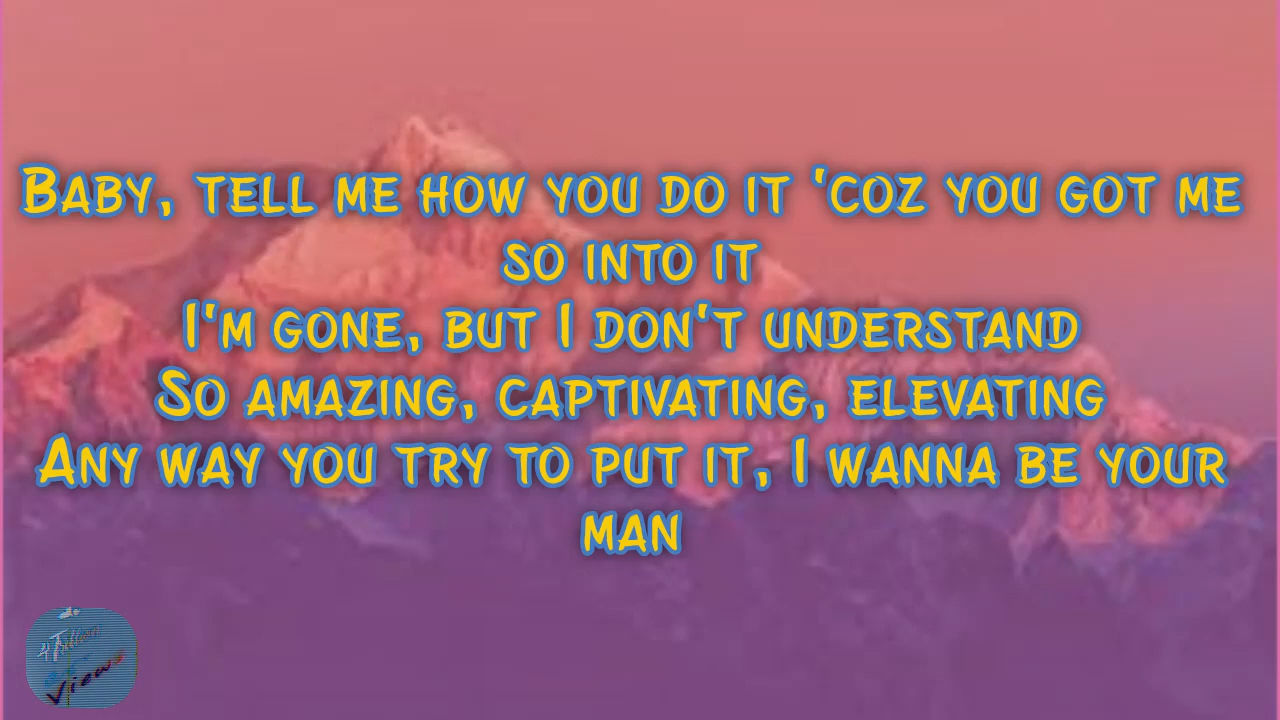 Baby, tell me how you do it 'coz you got me
so into it
I'm gone, but I don't understand
So amazing, captivating, elevating
Any way you try to put it, I wanna be your
man